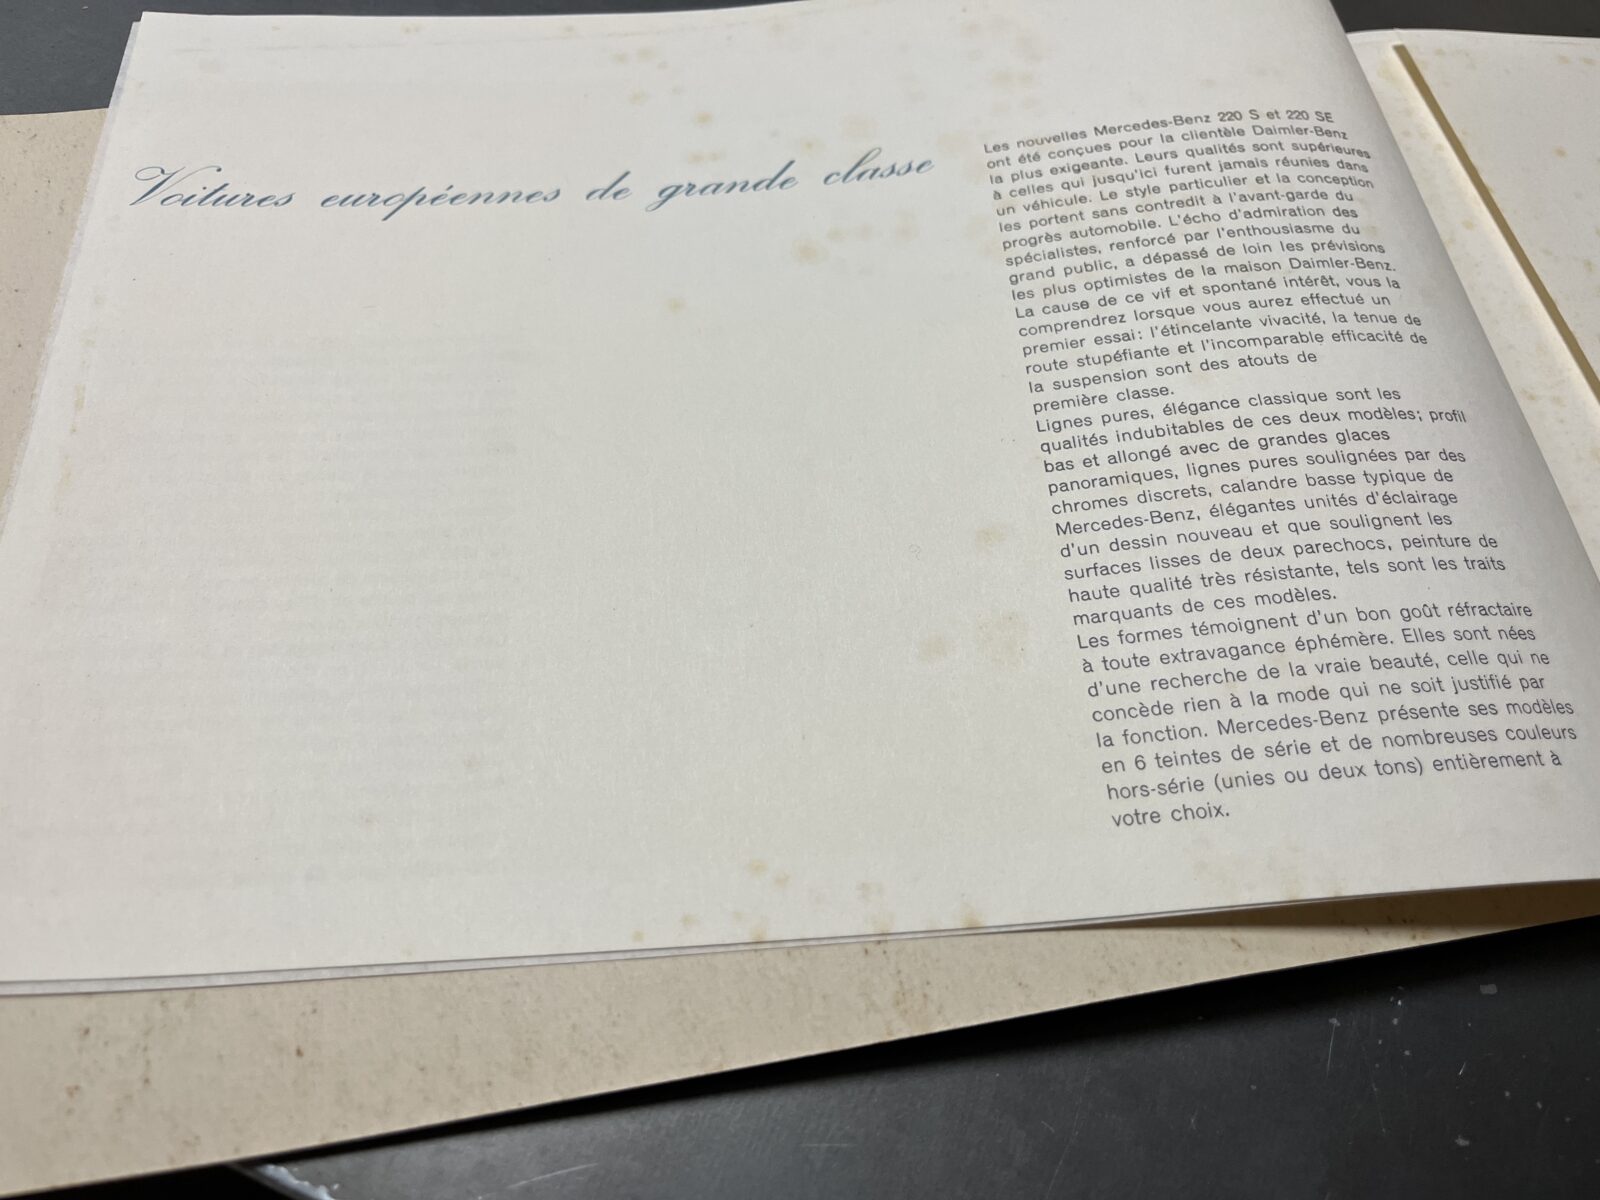 Voitures européennes de grande classe
Les nouvelles Mercedes-Benz 220 S et 220 SE
ont été conçues pour la clientèle Daimler-Benz
la plus exigeante. Leurs qualités sont supérieures
à celles qui jusqu'ici furent jamais réunies dans
un véhicule. Le style particulier et la conception
les portent sans contredit à l'avant-garde du
progrès automobile. L'écho d'admiration des
spécialistes, renforcé par l'enthousiasme du
grand public, a dépassé de loin les prévisions
les plus optimistes de la maison Daimler-Benz.
La cause de ce vif et spontané intérêt, vous la
comprendrez lorsque vous aurez effectué un
premier essai: l'étincelante vivacité, la tenue de
route stupéfiante et l'incomparable efficacité de
la suspension sont des atouts de
première classe.
Lignes pures, élégance classique sont les
qualités indubitables de ces deux modèles; profil
bas et allongé avec de grandes glaces
panoramiques, lignes pures soulignées par des
chromes discrets, calandre basse typique de
Mercedes-Benz, élégantes unités d'éclairage
d'un dessin nouveau et que soulignent les
surfaces lisses de deux parechocs, peinture de
haute qualité très résistante, tels sont les traits
marquants de ces modèles.
Les formes témoignent d'un bon goût réfractaire
à toute extravagance éphémère. Elles sont nées
d'une recherche de la vraie beauté, celle qui ne
concède rien à la mode qui ne soit justifié par
la fonction. Mercedes-Benz présente ses modèles
en 6 teintes de série et de nombreuses couleurs
hors-série (unies ou deux tons) entièrement à
votre choix.